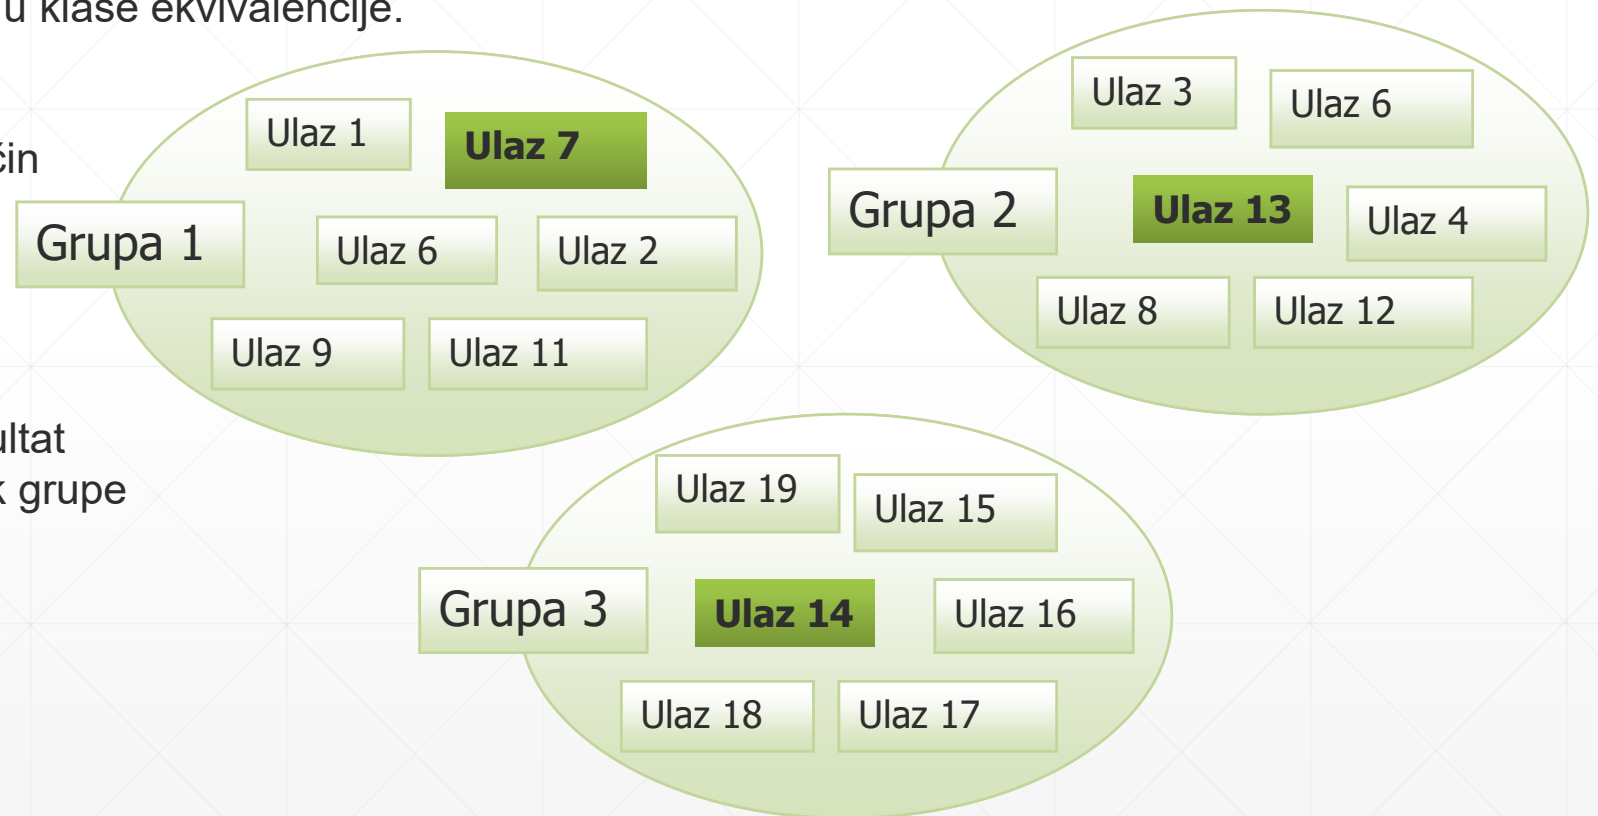 u klase ekvivalencije.
Ulaz 1
Ulaz 7
Grupa 1
Ulaz 6
Ulaz 2
Ulaz 9
Ulaz 11
Ulaz 3
Ulaz 6
Grupa 2
Ulaz 13
Ulaz 4
Ulaz 8
Ulaz 12
čin
ultat
k grupe
Ulaz 19
Ulaz 15
Grupa 3
Ulaz 14
Ulaz 16
Ulaz 18
Ulaz 17